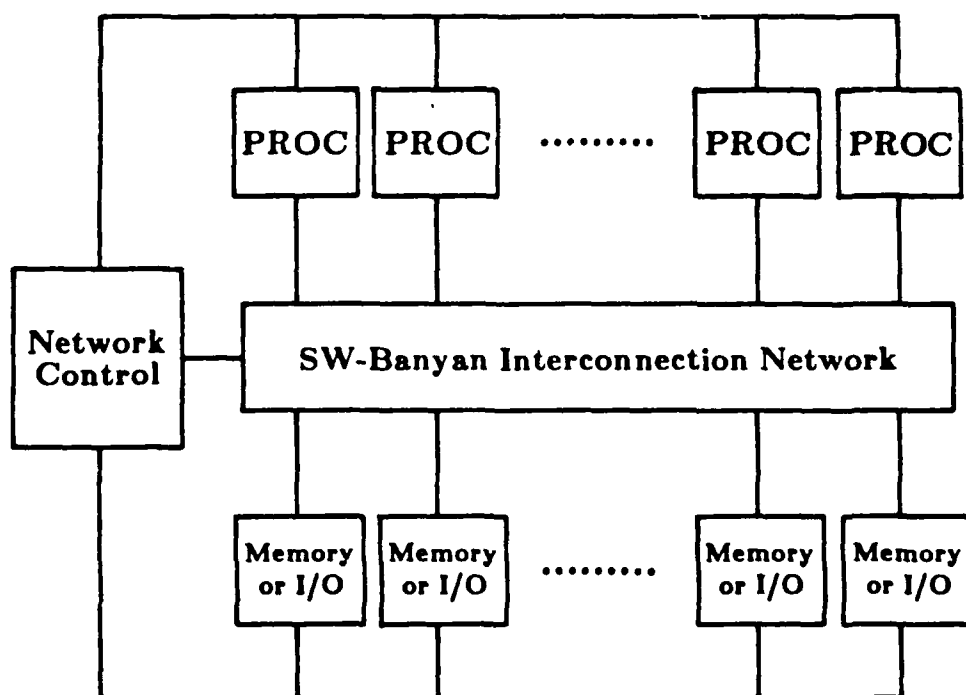 PROC PROC ......... PROC PROC
Network
Control
SW-Banyan Interconnection Network
Memory
or I/O
Memory
or I/O
.........
Memory
or I/O
Memory
or I/O